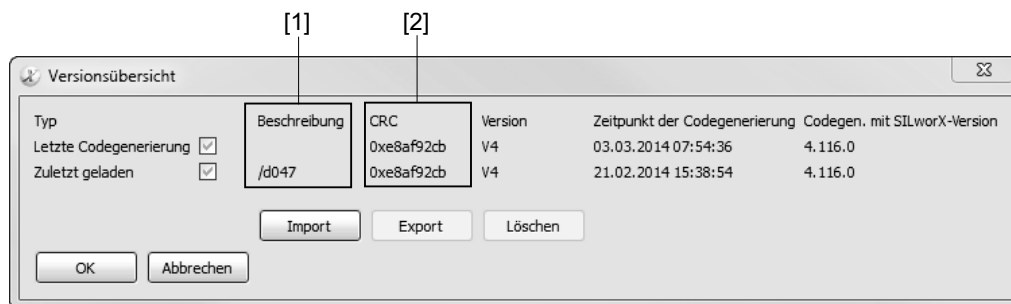 [1] [2]
Versionsübersicht
Typ Beschreibung CRC Version Zeitpunkt der Codegenerierung Codegen. mit SILworX-Version
Letzte Codegenerierung 0xe8af92cb V4 03.03.2014 07:54:36 4.116.0
Zuletzt geladen /d047 0xe8af92cb V4 21.02.2014 15:38:54 4.116.0
Import Export Löschen
OK Abbrechen